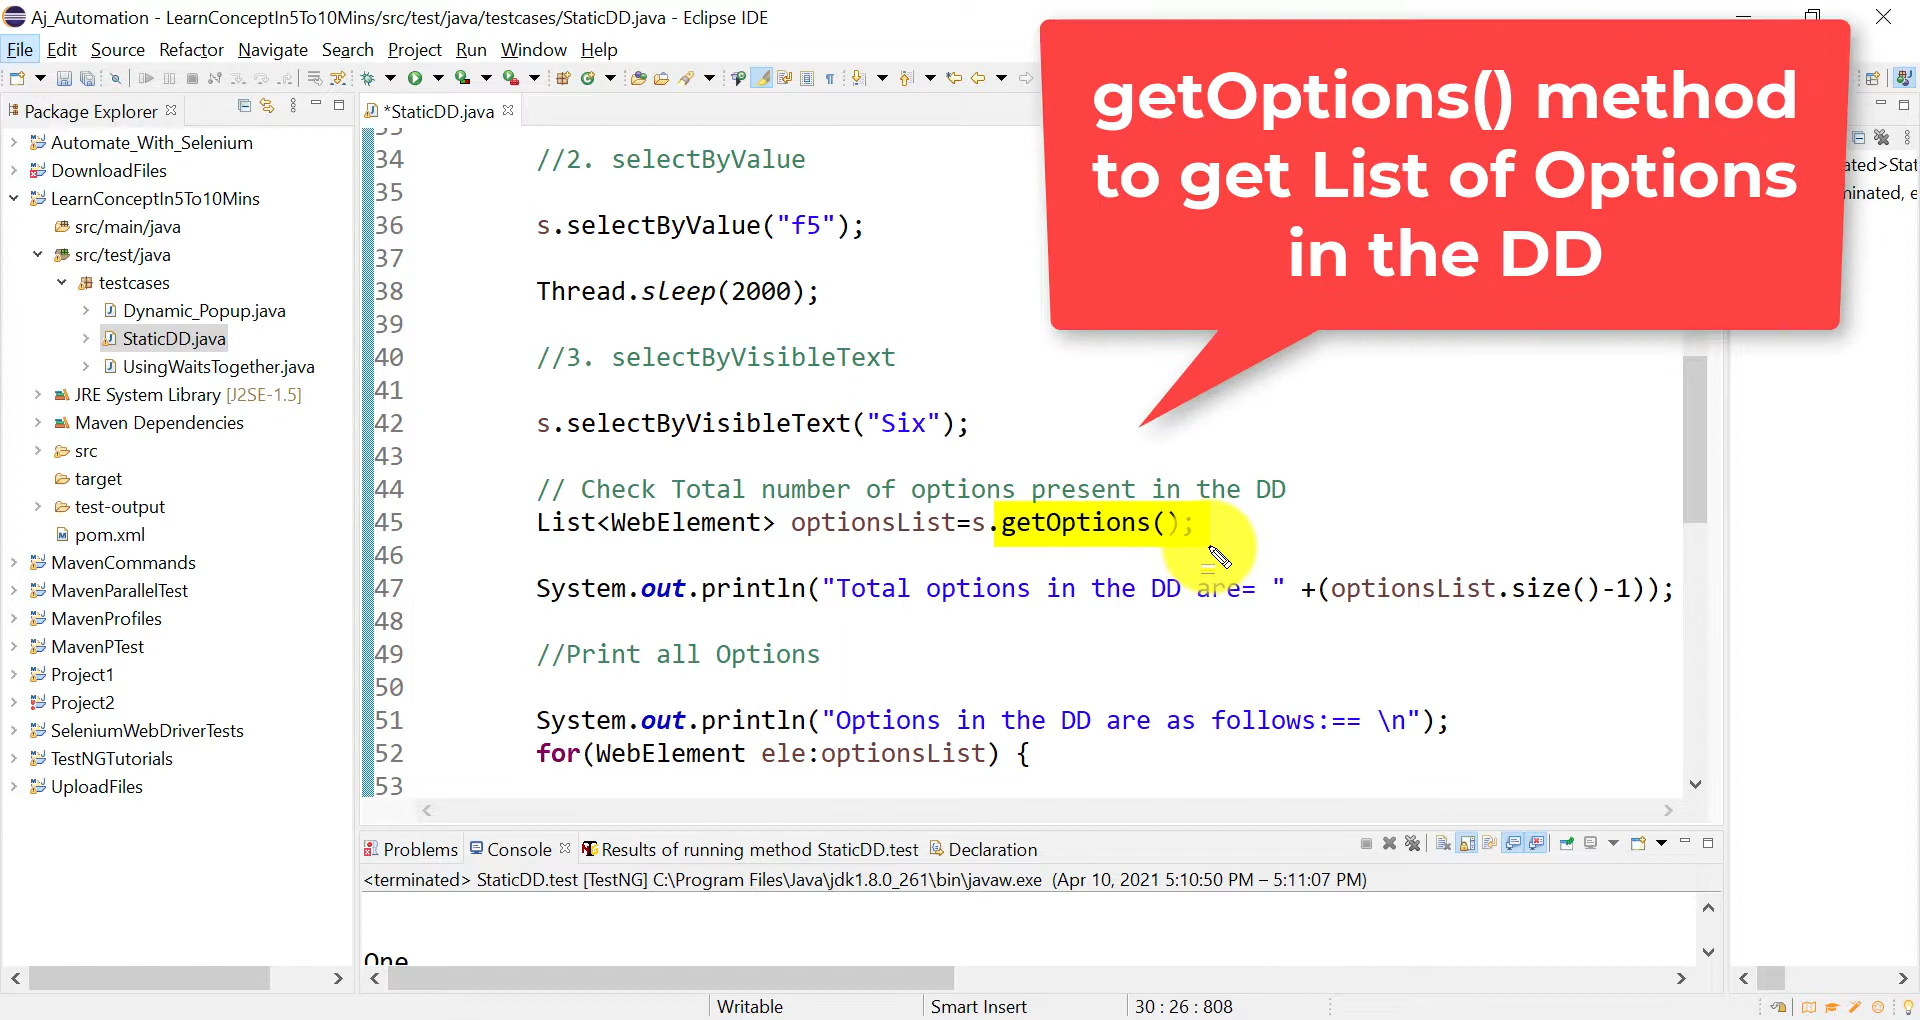 Aj_Automation - LearnConceptIn5To10Mins/src/test/java/testcases/StaticDD.java - Eclipse IDE
File Edit Source Refactor Navigate Search Project Run Window Help
getOptions() method
to get List of Options
in the DD
Package Explorer
Automate_With_Selenium
DownloadFiles
LearnConceptIn5To10Mins
src/main/java
src/test/java
testcases
Dynamic_Popup.java
StaticDD.java
UsingWaitsTogether.java
JRE System Library [J2SE-1.5]
Maven Dependencies
src
target
test-output
pom.xml
MavenCommands
MavenParallelTest
MavenProfiles
MavenPTest
Project1
Project2
SeleniumWebDriverTests
TestNGTutorials
UploadFiles
*StaticDD.java
33
34 //2. selectByValue
35
36 s.selectByValue("f5");
37
38 Thread.sleep(2000);
39
40 //3. selectByVisibleText
41
42 s.selectByVisibleText("Six");
43
44 // Check Total number of options present in the DD
45 List<WebElement> optionsList=s.getOptions();
46
47 System.out.println("Total options in the DD are= " +(optionsList.size()-1));
48
49 //Print all Options
50
51 System.out.println("Options in the DD are as follows:== \n");
52 for(WebElement ele:optionsList) {
53
ated>Stat
ninated, e
Problems Console Results of running method StaticDD.test Declaration
<terminated> StaticDD.test [TestNG] C:\Program Files\Java\jdk1.8.0_261\bin\javaw.exe (Apr 10, 2021 5:10:50 PM – 5:11:07 PM)
One
Writable Smart Insert 30 : 26 : 808